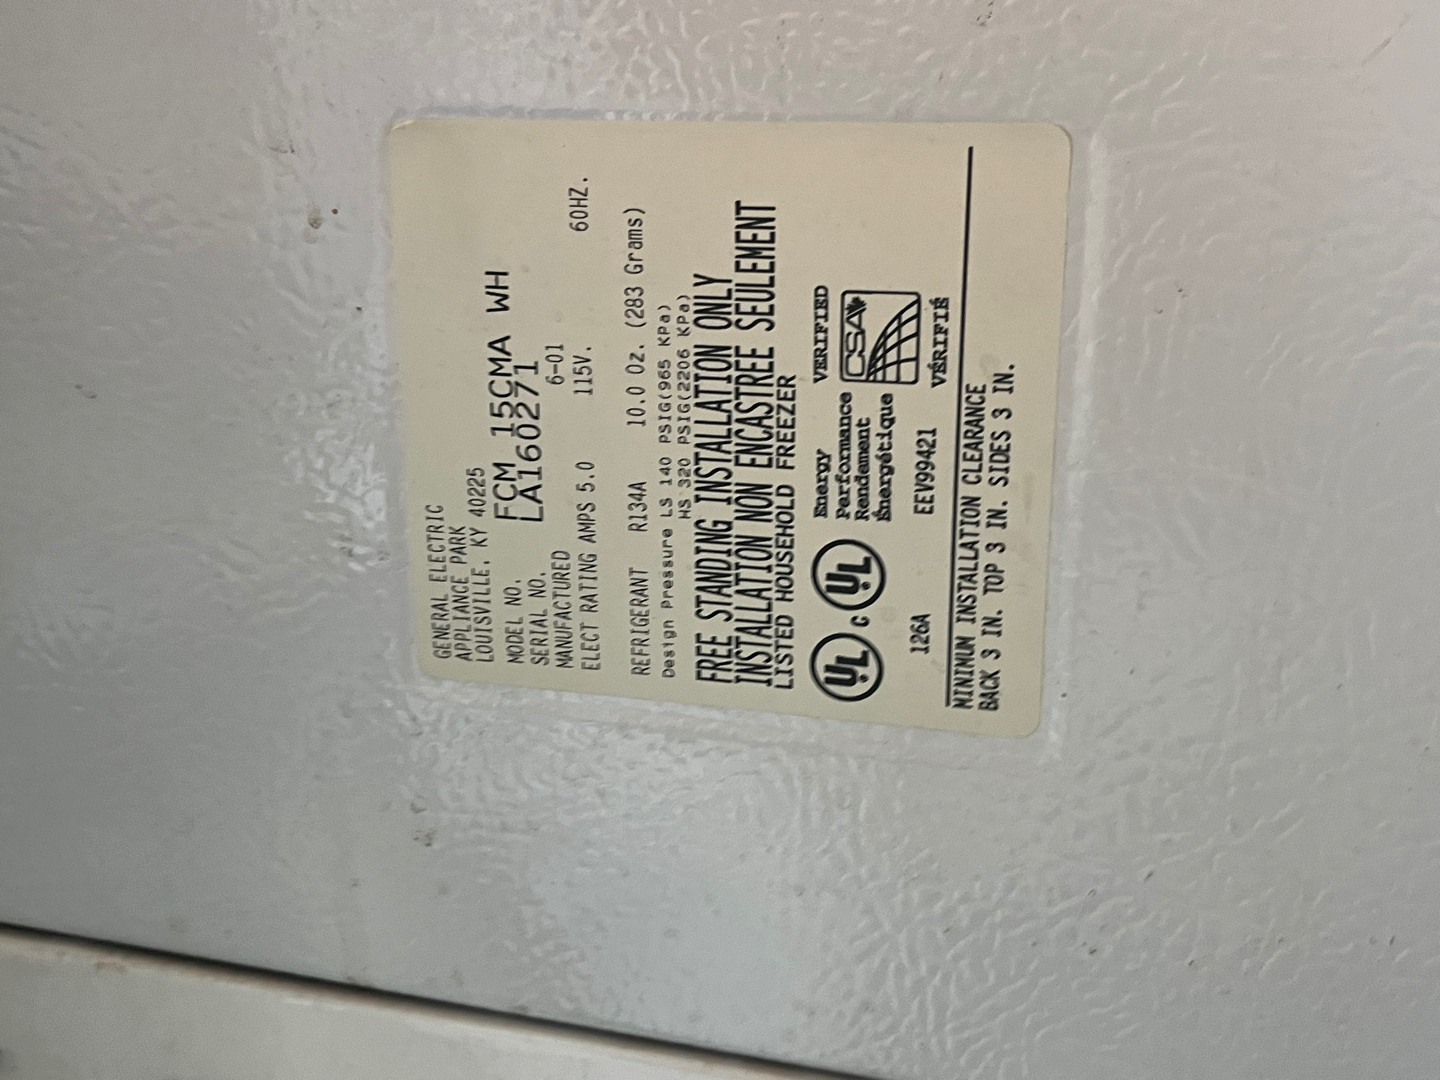 GENERAL ELECTRIC
APPLIANCE PARK
LOUISVILLE, KY 40225
MODEL NO. FCM 15CMA WH
SERIAL NO. LA160271
MANUFACTURED 6-01
ELECT RATING AMPS 5.0 115V. 60HZ.
REFRIGERANT R134A 10.0 Oz. (283 Grams)
Design Pressure LS 140 PSIG(965 KPa)
HS 320 PSIG(2206 KPa)
FREE STANDING INSTALLATION ONLY
INSTALLATION NON ENCASTREE SEULEMENT
LISTED HOUSEHOLD FREEZER
UL c UL
Energy
Performance
Rendement
Énergétique
VERIFIED
CSA
VÉRIFIÉ
126A EEV99421
MINIMUM INSTALLATION CLEARANCE
BACK 3 IN. TOP 3 IN. SIDES 3 IN.